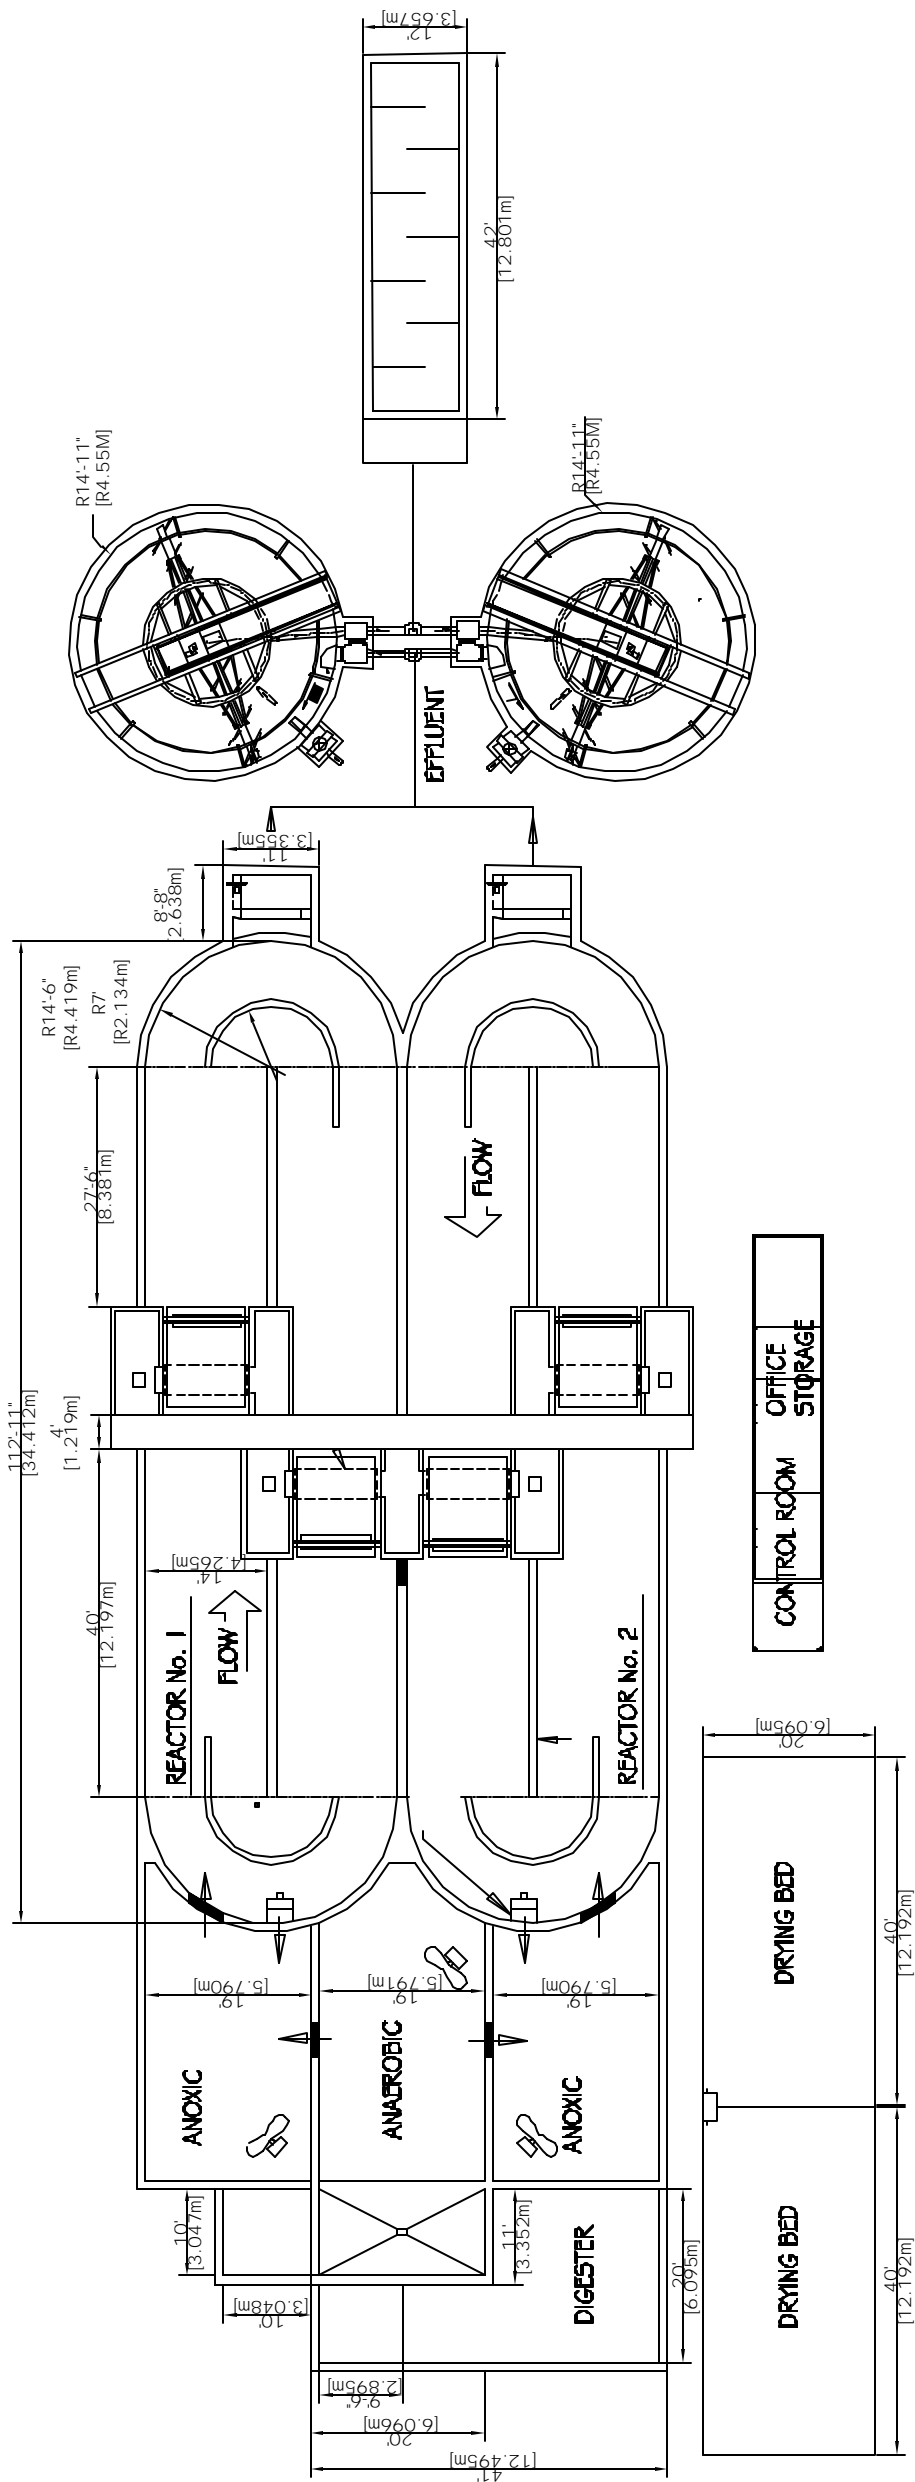 12'
[3.657m]
42'
[12.801m]
R14'-11"
[R4.55M]
R14'-11"
[R4.55M]
EFFLUENT
11'
[3.355m]
8'-8"
2.638m]
R14'-6"
[R4.419m]
R7'
[R2.134m]
27'-6"
[8.381m]
FLOW
112'-11"
[34.412m]
4'
[1.219m]
OFFICE
STORAGE
CONTROL ROOM
14'
[4.265m]
40'
[12.197m]
FLOW
REACTOR No. 1
REACTOR No. 2
20'
[6.095m]
DRYING BED
40'
[12.192m]
19'
[5.790m]
19'
[5.791m]
19'
[5.790m]
ANOXIC
ANAEROBIC
ANOXIC
10'
[3.047m]
11'
[3.352m]
DIGESTER
20'
[6.095m]
DRYING BED
40'
[12.192m]
10'
[3.048m]
9'-6"
[2.895m]
20'
[6.096m]
41'
[12.495m]